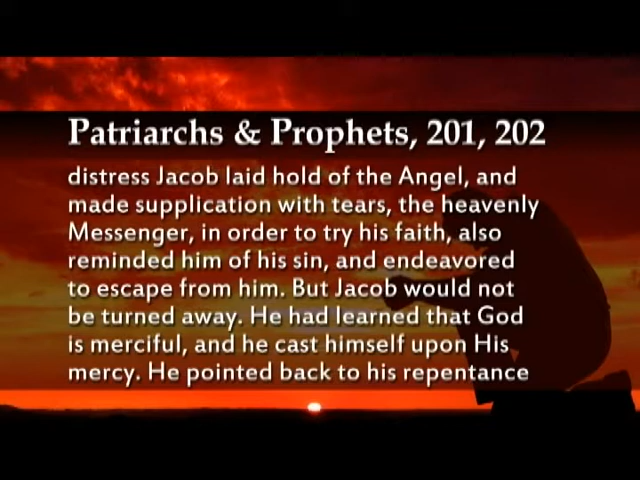 Patriarchs & Prophets, 201, 202
distress Jacob laid hold of the Angel, and
made supplication with tears, the heavenly
Messenger, in order to try his faith, also
reminded him of his sin, and endeavored
to escape from him. But Jacob would not
be turned away. He had learned that God
is merciful, and he cast himself upon His
mercy. He pointed back to his repentance